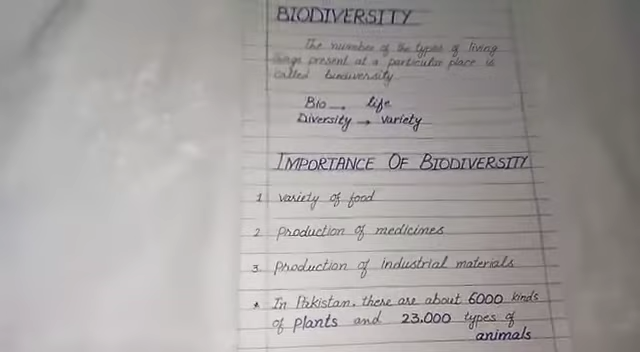 BIODIVERSITY
The number of the types of living
things present at a particular place is
called biodiversity
Bio → life
Diversity → variety
IMPORTANCE OF BIODIVERSITY
1 variety of food
2 production of medicines
3. production of industrial materials
* In Pakistan, there are about 6000 kinds
of plants and 23,000 types of
animals